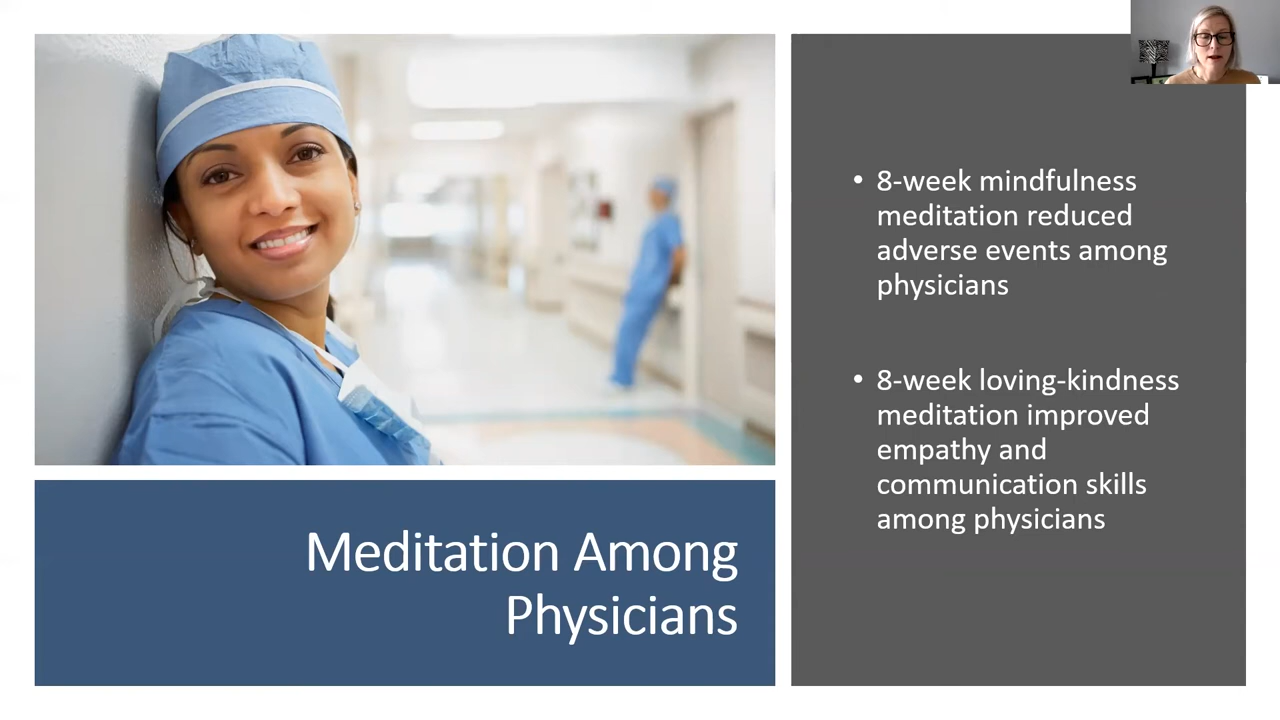 • 8-week mindfulness
meditation reduced
adverse events among
physicians
• 8-week loving-kindness
meditation improved
empathy and
communication skills
among physicians
Meditation Among
Physicians